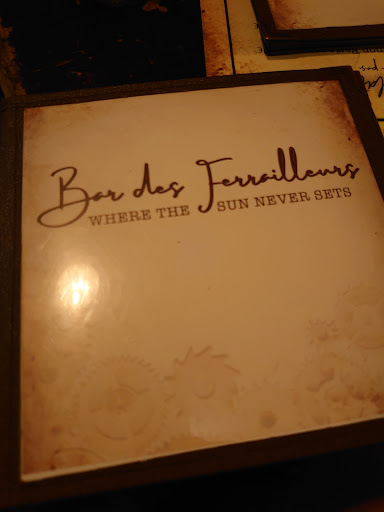 Bar des Ferrailleurs
WHERE THE SUN NEVER SETS